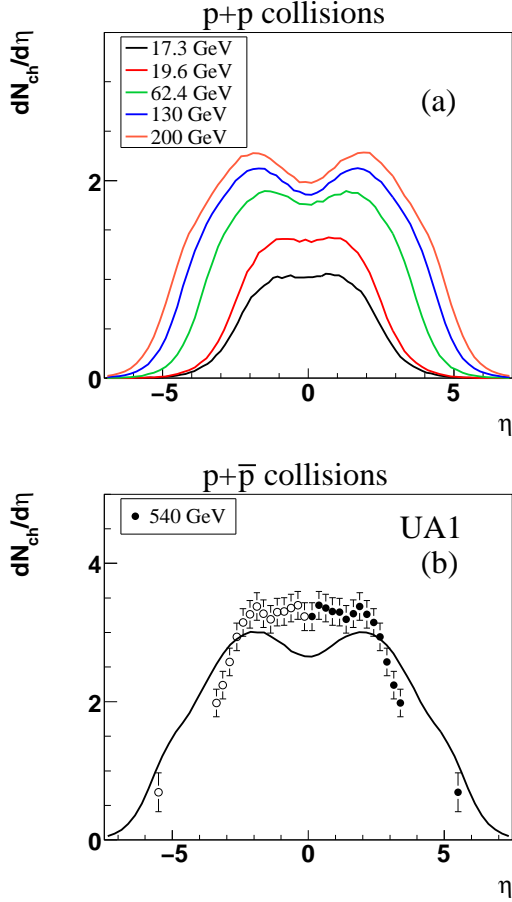 p+p collisions
dN_ch/dη
17.3 GeV
19.6 GeV
62.4 GeV
130 GeV
200 GeV
(a)
2
0
−5 0 5
η
p+p̅ collisions
dN_ch/dη
540 GeV
UA1
(b)
4
2
0
−5 0 5
η